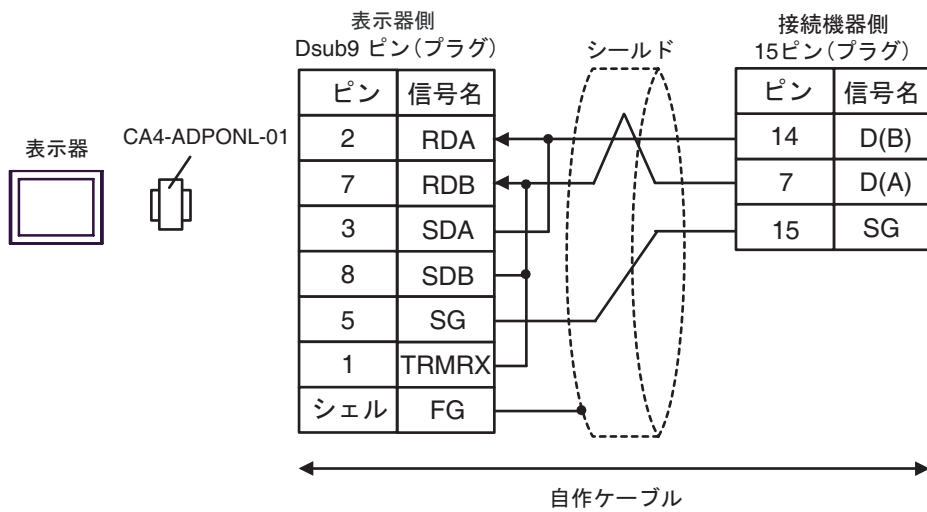 表示器側
Dsub9 ピン(プラグ)
シールド
接続機器側
15ピン(プラグ)
表示器
CA4-ADPONL-01
ピン 信号名
2 RDA
7 RDB
3 SDA
8 SDB
5 SG
1 TRMRX
シェル FG
ピン 信号名
14 D(B)
7 D(A)
15 SG
自作ケーブル